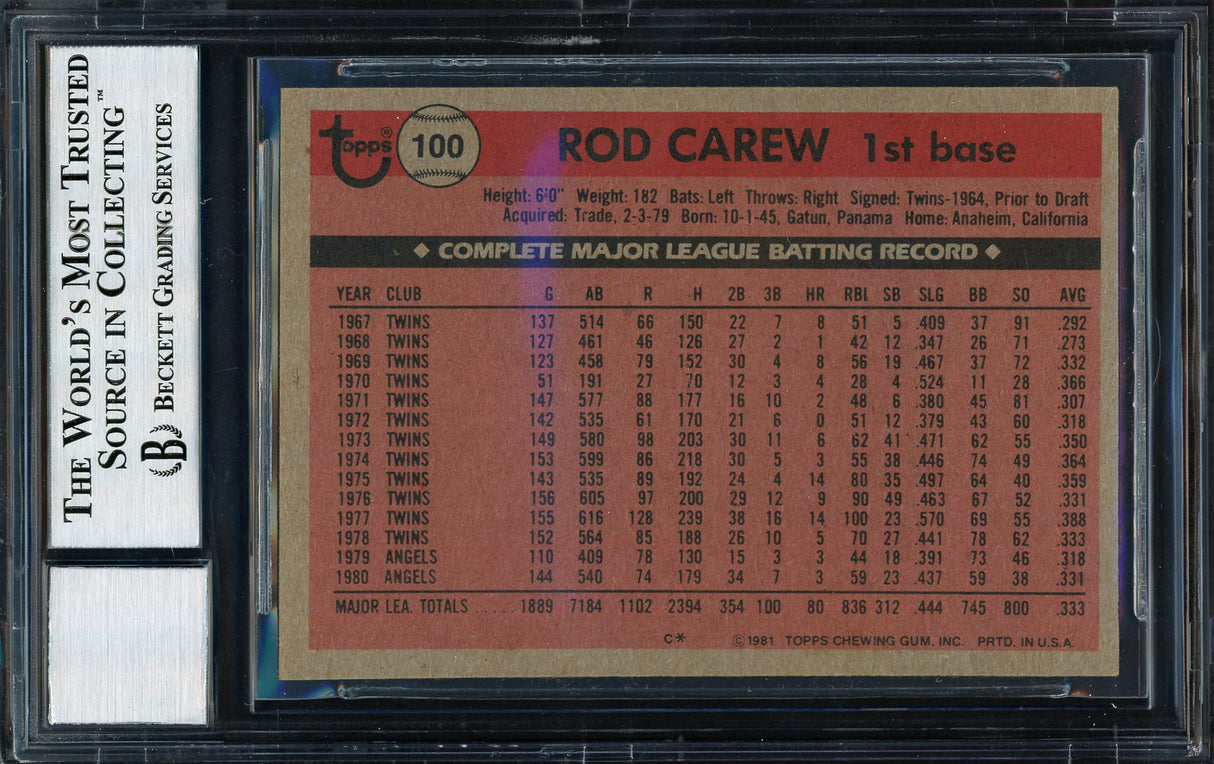 THE WORLD'S MOST TRUSTED
SOURCE IN COLLECTING™
B BECKETT GRADING SERVICES
topps® 100 ROD CAREW 1st base
Height: 6'0" Weight: 182 Bats: Left Throws: Right Signed: Twins-1964, Prior to Draft
Acquired: Trade, 2-3-79 Born: 10-1-45, Gatun, Panama Home: Anaheim, California
◆ COMPLETE MAJOR LEAGUE BATTING RECORD ◆
YEAR CLUB G AB R H 2B 3B HR RBI SB SLG BB SO AVG
1967 TWINS 137 514 66 150 22 7 8 51 5 .409 37 91 .292
1968 TWINS 127 461 46 126 27 2 1 42 12 .347 26 71 .273
1969 TWINS 123 458 79 152 30 4 8 56 19 .467 37 72 .332
1970 TWINS 51 191 27 70 12 3 4 28 4 .524 11 28 .366
1971 TWINS 147 577 88 177 16 10 2 48 6 .380 45 81 .307
1972 TWINS 142 535 61 170 21 6 0 51 12 .379 43 60 .318
1973 TWINS 149 580 98 203 30 11 6 62 41 .471 62 55 .350
1974 TWINS 153 599 86 218 30 5 3 55 38 .446 74 49 .364
1975 TWINS 143 535 89 192 24 4 14 80 35 .497 64 40 .359
1976 TWINS 156 605 97 200 29 12 9 90 49 .463 67 52 .331
1977 TWINS 155 616 128 239 38 16 14 100 23 .570 69 55 .388
1978 TWINS 152 564 85 188 26 10 5 70 27 .441 78 62 .333
1979 ANGELS 110 409 78 130 15 3 3 44 18 .391 73 46 .318
1980 ANGELS 144 540 74 179 34 7 3 59 23 .437 59 38 .331
MAJOR LEA. TOTALS ..... 1889 7184 1102 2394 354 100 80 836 312 .444 745 800 .333
C* ©1981 TOPPS CHEWING GUM, INC. PRTD. IN U.S.A.